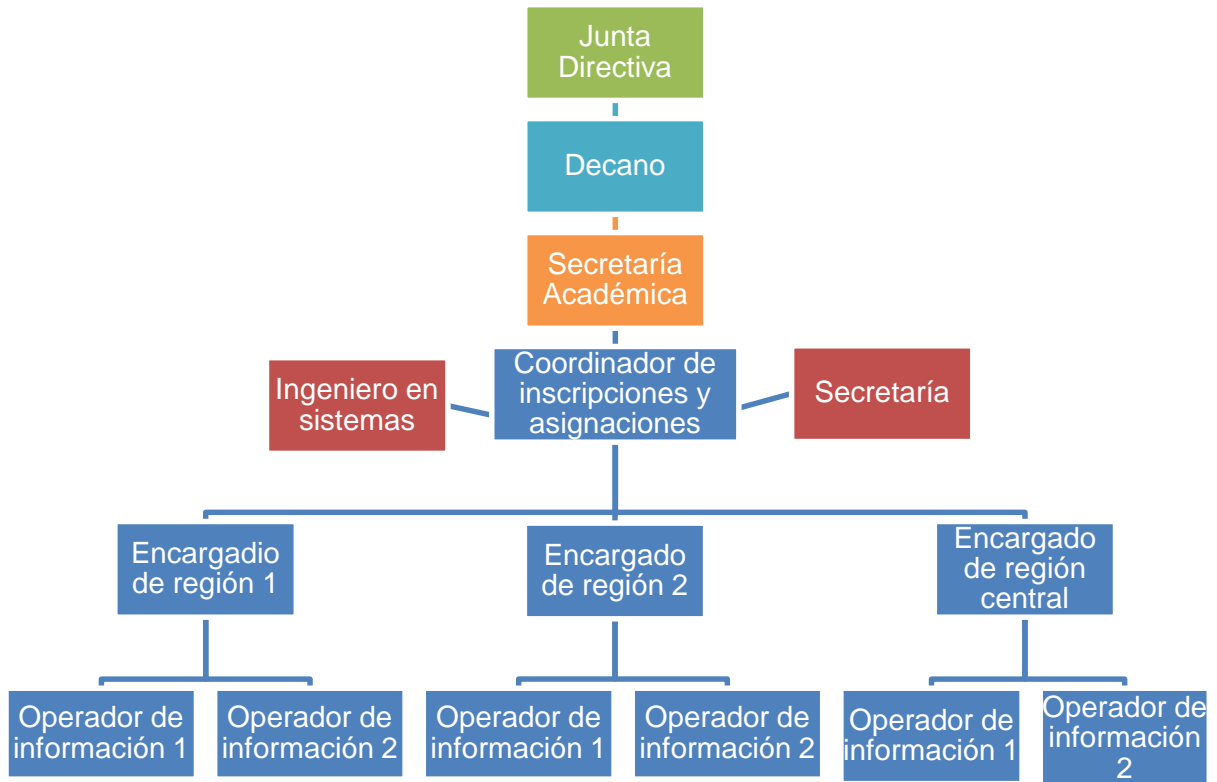 Junta
Directiva
Decano
Secretaría
Académica
Ingeniero en
sistemas
Coordinador de
inscripciones y
asignaciones
Secretaría
Encargadio
de región 1
Encargado
de región 2
Encargado
de región
central
Operador de
información 1
Operador de
información 2
Operador de
información 1
Operador de
información 2
Operador de
información 1
Operador de
información
2